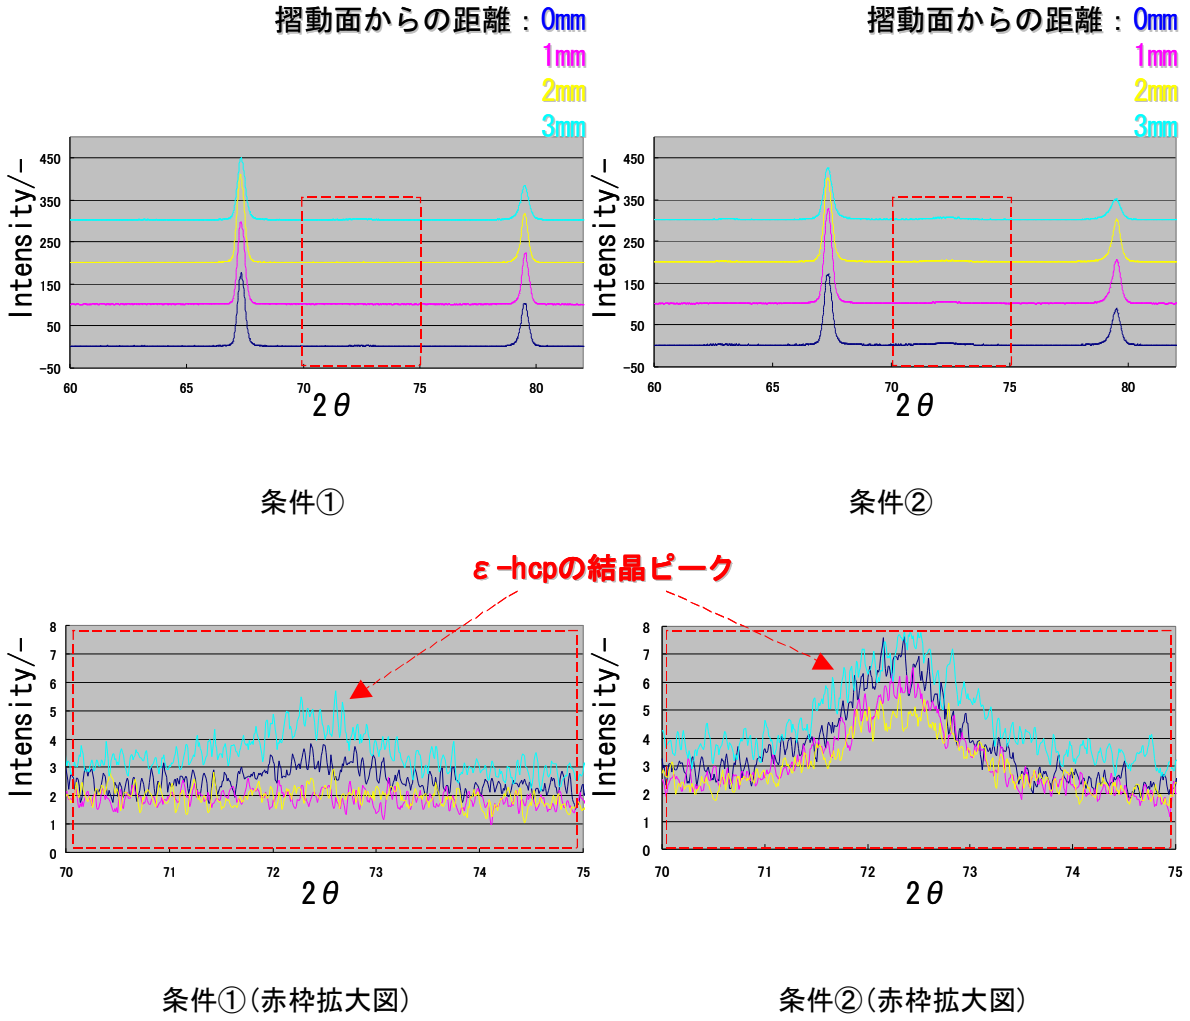 摺動面からの距離：0mm
1mm
2mm
3mm
Intensity/-
450
350
250
150
50
-50
60
65
70
75
80
2θ
条件①
摺動面からの距離：0mm
1mm
2mm
3mm
Intensity/-
450
350
250
150
50
-50
60
65
70
75
80
2θ
条件②
ε-hcpの結晶ピーク
Intensity/-
8
7
6
5
4
3
2
1
0
70
71
72
73
74
75
2θ
条件①(赤枠拡大図)
Intensity/-
8
7
6
5
4
3
2
1
0
70
71
72
73
74
75
2θ
条件②(赤枠拡大図)